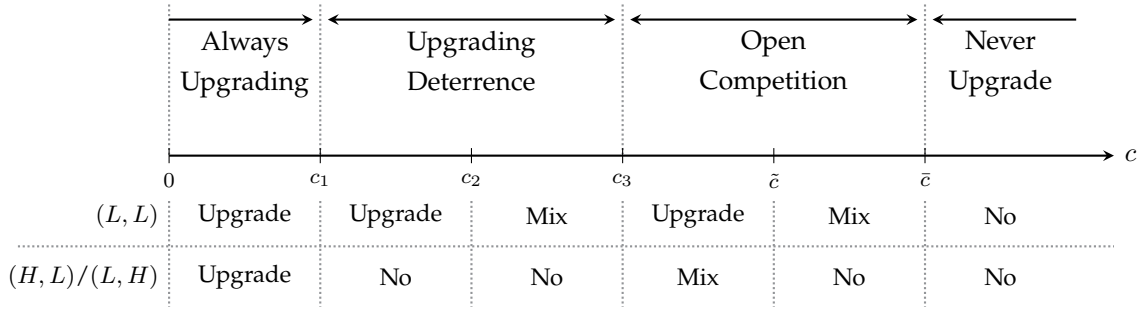 Always Upgrading Open Never
Upgrading Deterrence Competition Upgrade
c
0 c₁ c₂ c₃ c̃ c̄
(L, L) Upgrade Upgrade Mix Upgrade Mix No
(H, L)/(L, H) Upgrade No No Mix No No